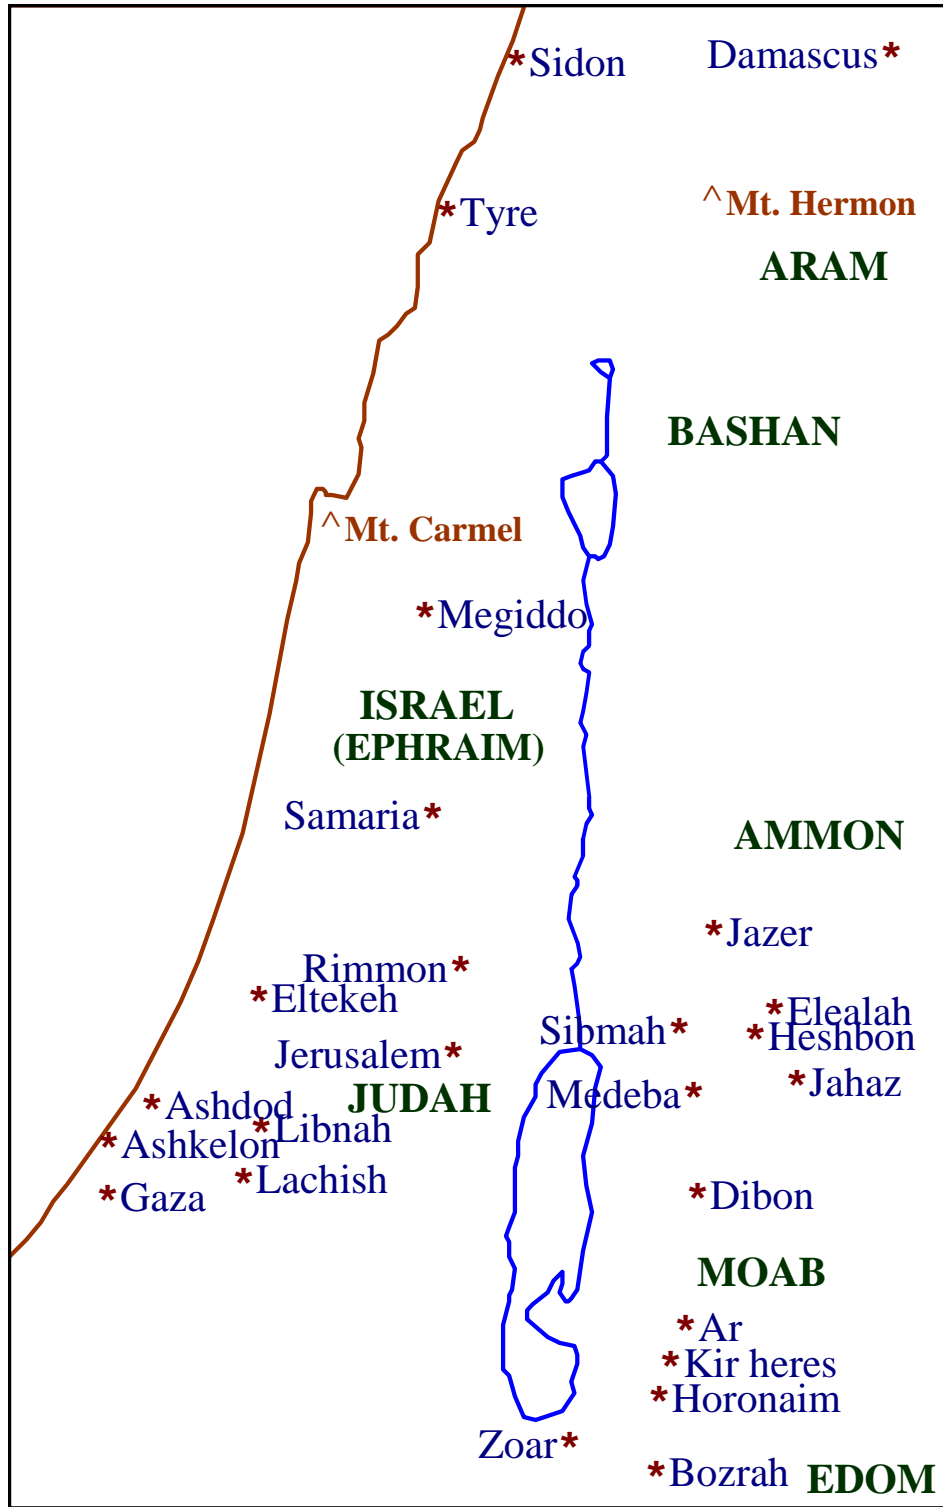 *Sidon
Damascus*
*Tyre
^Mt. Hermon
ARAM
BASHAN
^Mt. Carmel
*Megiddo
ISRAEL
(EPHRAIM)
Samaria*
AMMON
*Jazer
Rimmon*
*Eltekeh
*Elealah
Sibmah*
*Heshbon
Jerusalem*
*Jahaz
Medeba*
JUDAH
*Ashdod
*Libnah
*Ashkelon
*Lachish
*Gaza
*Dibon
MOAB
*Ar
*Kir heres
*Horonaim
Zoar*
*Bozrah
EDOM